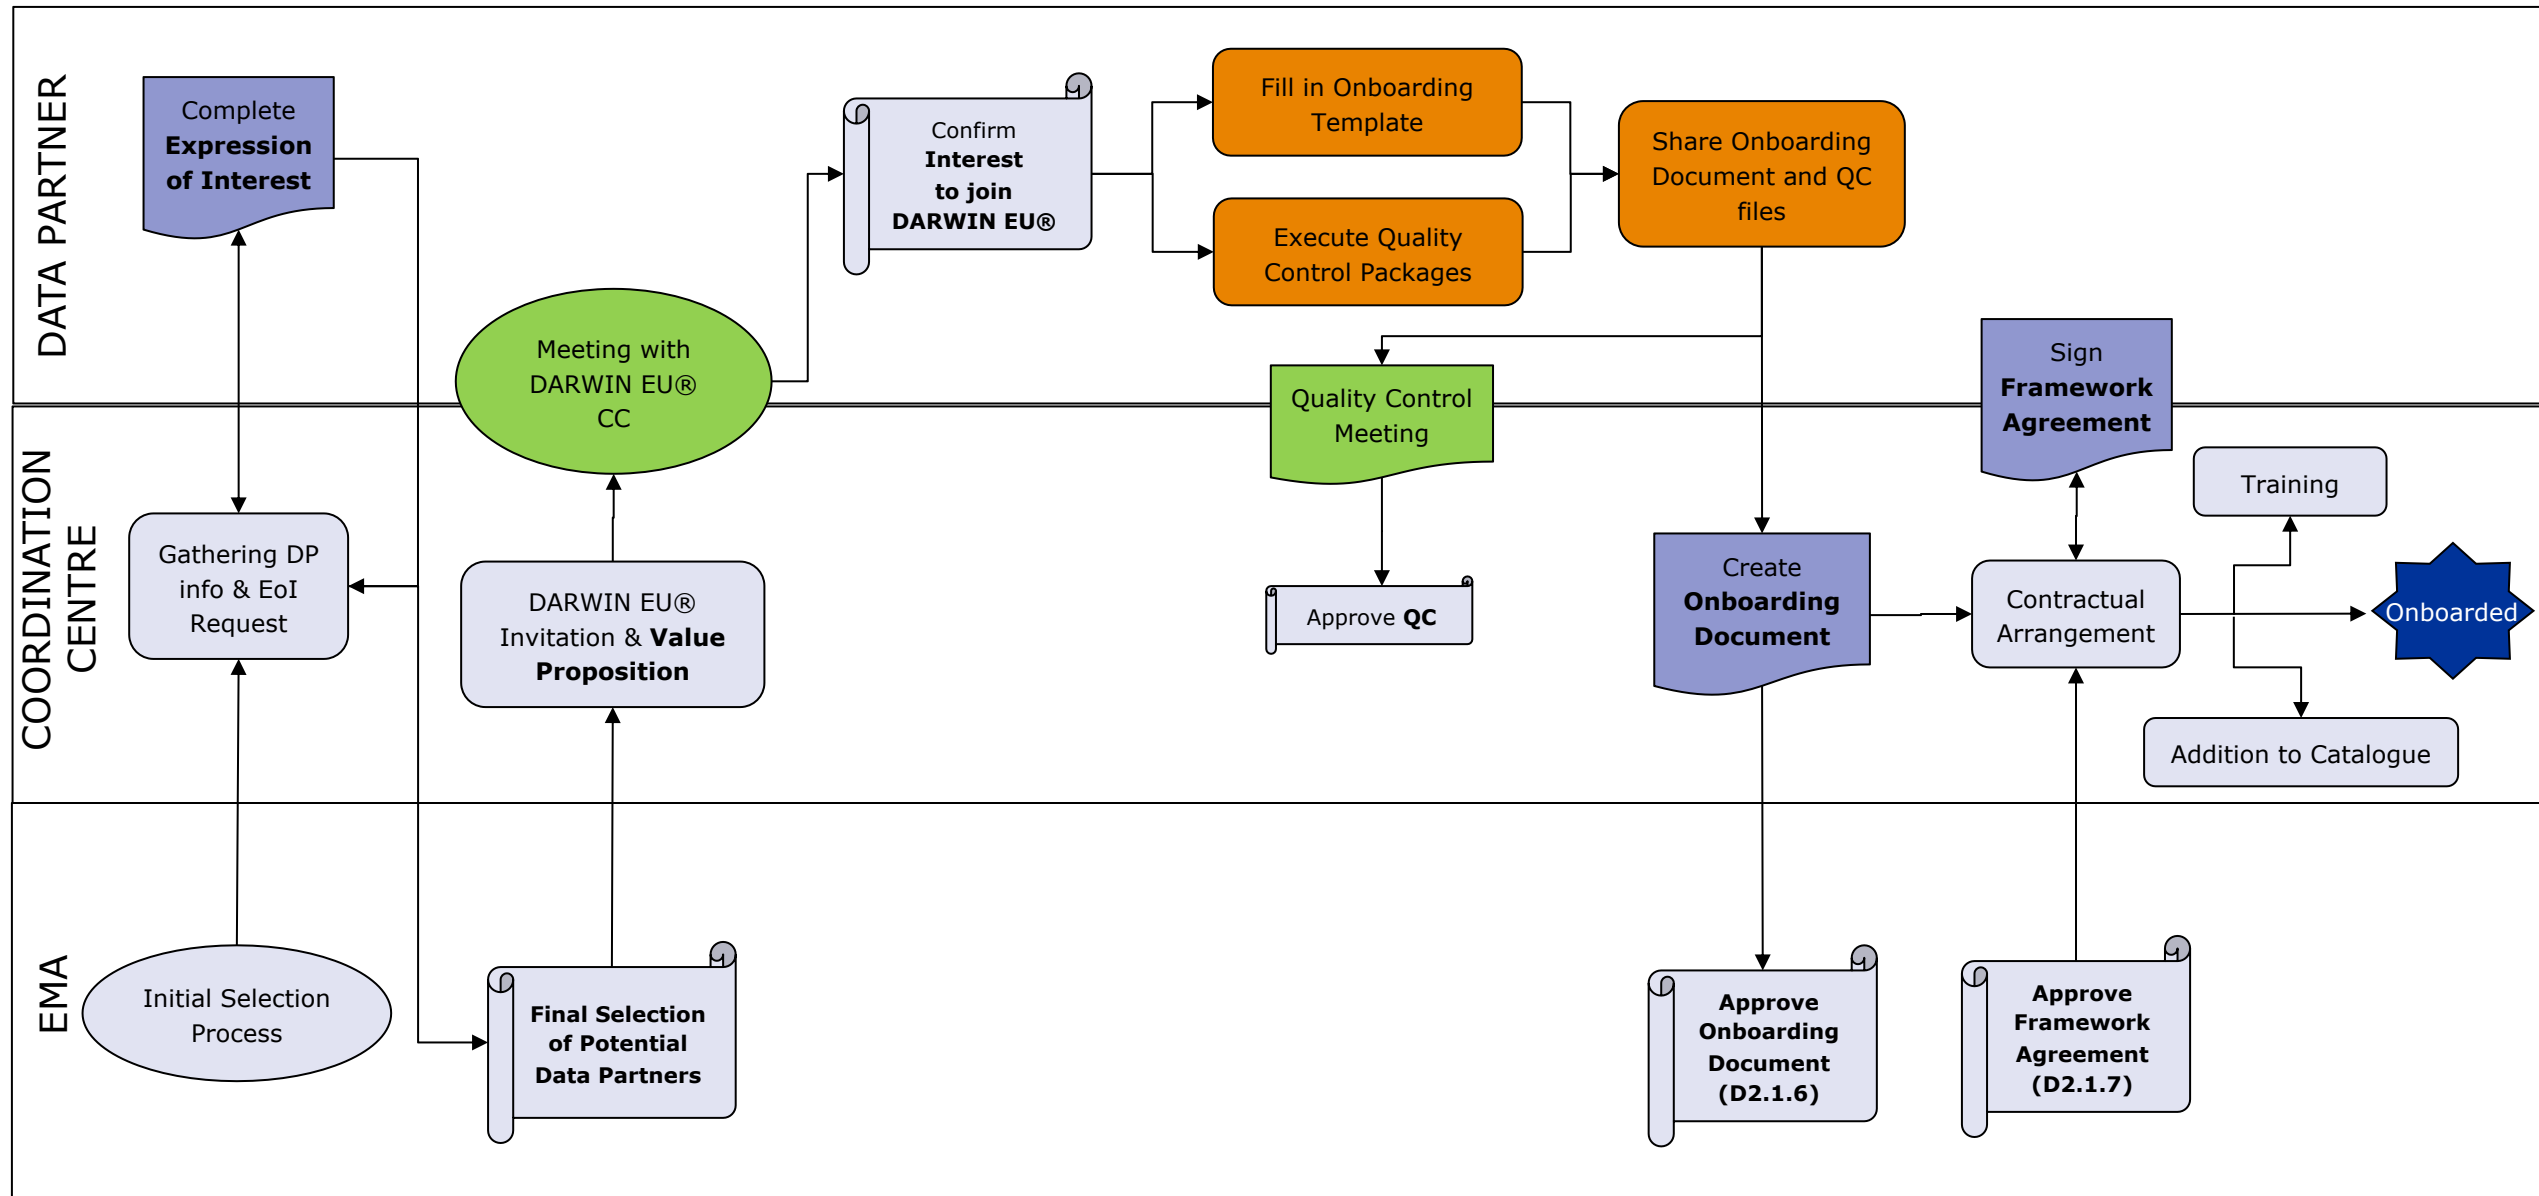 DATA PARTNER
Complete
Expression
of Interest
Confirm
Interest
to join
DARWIN EU®
Fill in Onboarding
Template
Execute Quality
Control Packages
Share Onboarding
Document and QC
files
Meeting with
DARWIN EU®
CC
Quality Control
Meeting
Sign
Framework
Agreement
COORDINATION
CENTRE
Gathering DP
info & EoI
Request
DARWIN EU®
Invitation & Value
Proposition
Approve QC
Create
Onboarding
Document
Contractual
Arrangement
Training
Onboarded
Addition to Catalogue
EMA
Initial Selection
Process
Final Selection
of Potential
Data Partners
Approve
Onboarding
Document
(D2.1.6)
Approve
Framework
Agreement
(D2.1.7)